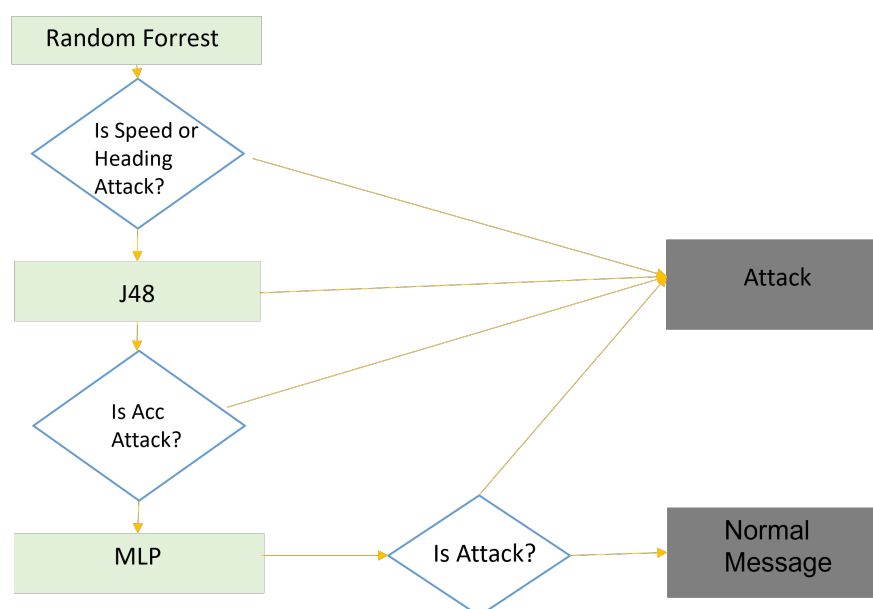 Random Forrest
Is Speed or
Heading
Attack?
J48
Attack
Is Acc
Attack?
MLP
Is Attack?
Normal
Message